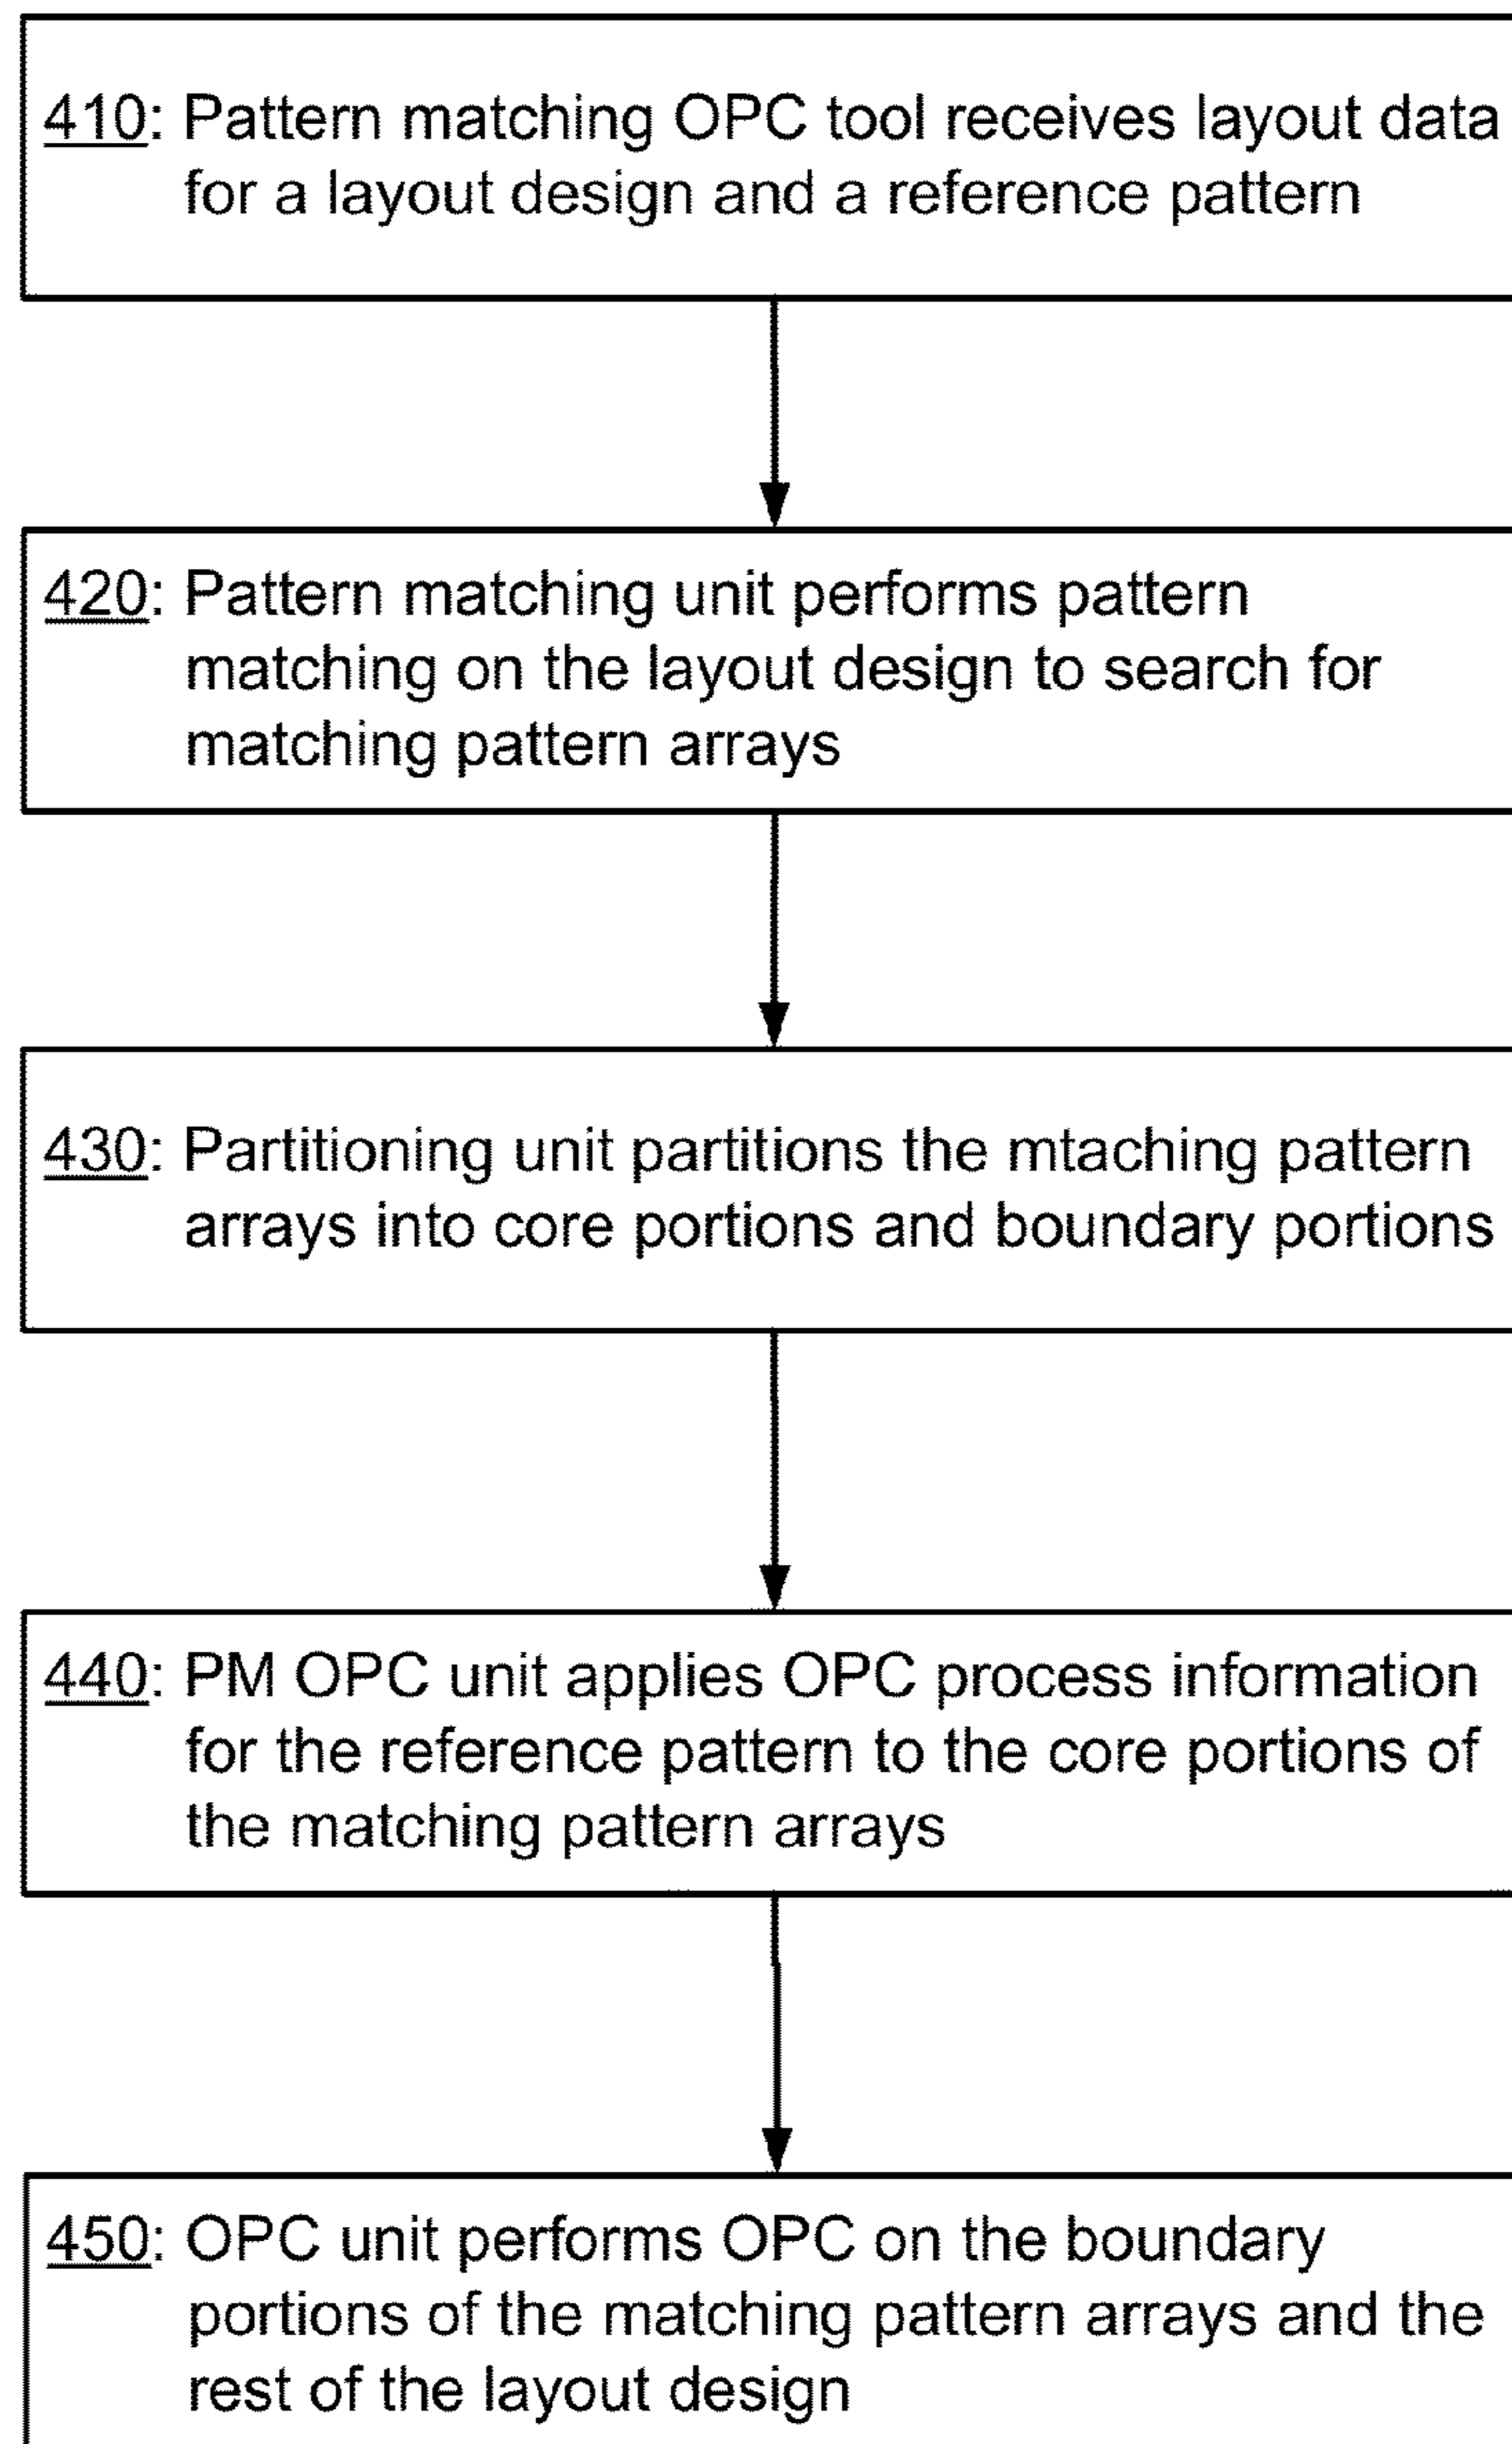 410: Pattern matching OPC tool receives layout data
for a layout design and a reference pattern
420: Pattern matching unit performs pattern
matching on the layout design to search for
matching pattern arrays
430: Partitioning unit partitions the mtaching pattern
arrays into core portions and boundary portions
440: PM OPC unit applies OPC process information
for the reference pattern to the core portions of
the matching pattern arrays
450: OPC unit performs OPC on the boundary
portions of the matching pattern arrays and the
rest of the layout design